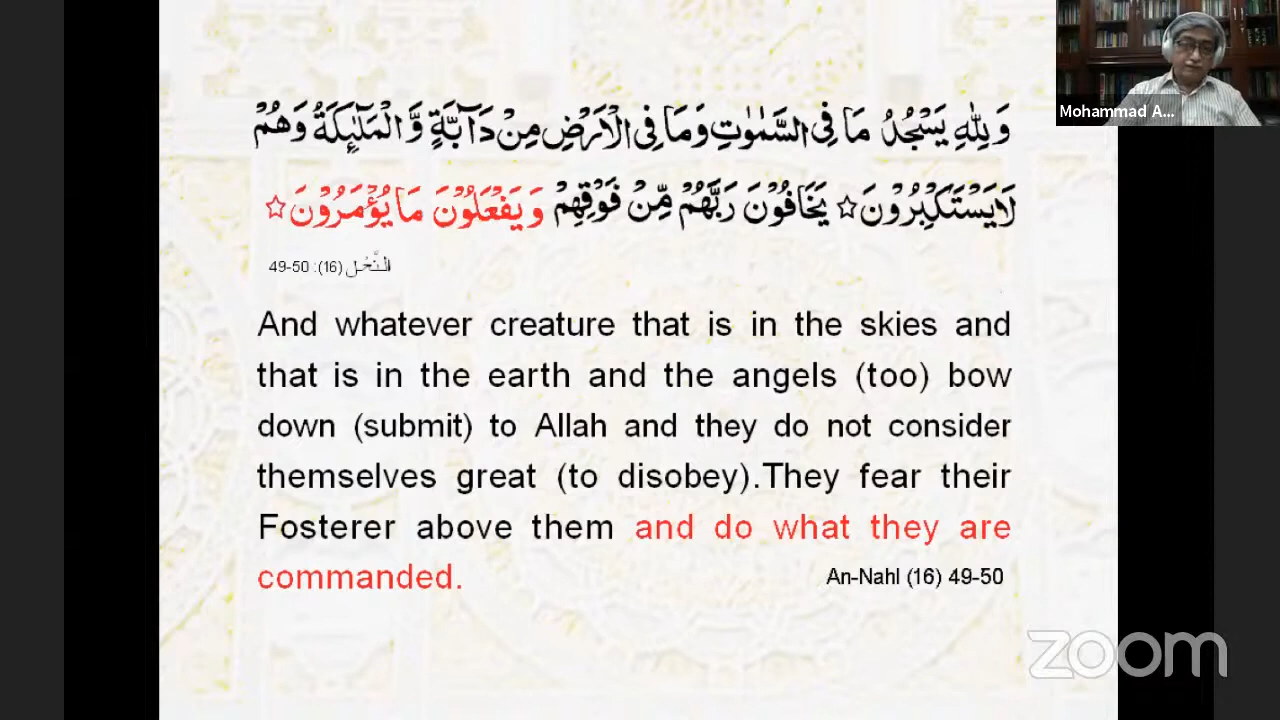 وَلِلّٰهِ يَسْجُدُ مَا فِى السَّمٰوٰتِ وَمَا فِى الْاَرْضِ مِنْ دَآبَّةٍ وَّ الْمَلٰٓئِكَةُ وَهُمْ
لَايَسْتَكْبِرُوْنَ☆ يَخَافُوْنَ رَبَّهُمْ مِّنْ فَوْقِهِمْ وَيَفْعَلُوْنَ مَا يُؤْمَرُوْنَ☆
النَّحْل (16): 49-50
And whatever creature that is in the skies and
that is in the earth and the angels (too) bow
down (submit) to Allah and they do not consider
themselves great (to disobey).They fear their
Fosterer above them and do what they are
commanded.
An-Nahl (16) 49-50
Mohammad A...
zoom